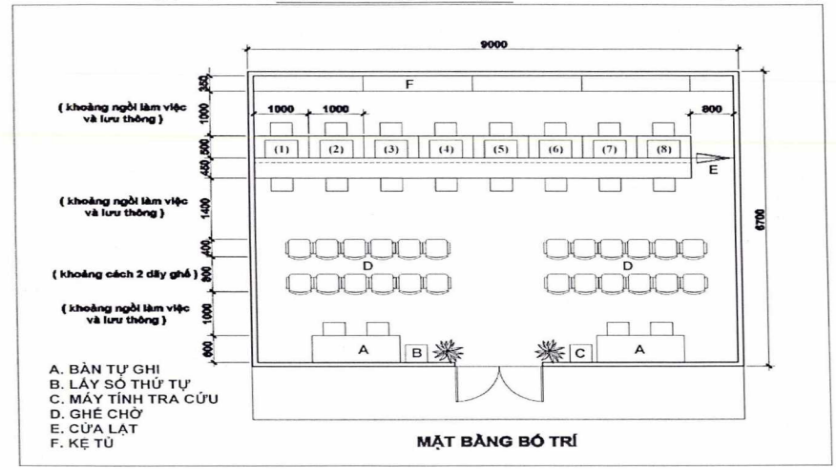 9000
350
F
( khoảng ngồi làm việc
và lưu thông )
1000
1000
1000
800
500
(1)
(2)
(3)
(4)
(5)
(6)
(7)
(8)
450
E
( khoảng ngồi làm việc
và lưu thông )
1400
6700
400
D
D
( khoảng cách 2 dãy ghế )
800
( khoảng ngồi làm việc
và lưu thông )
1000
600
A
B
C
A
A. BÀN TỰ GHI
B. LẤY SỐ THỨ TỰ
C. MÁY TÍNH TRA CỨU
D. GHẾ CHỜ
E. CỬA LẬT
F. KỆ TỦ
MẶT BẰNG BỐ TRÍ